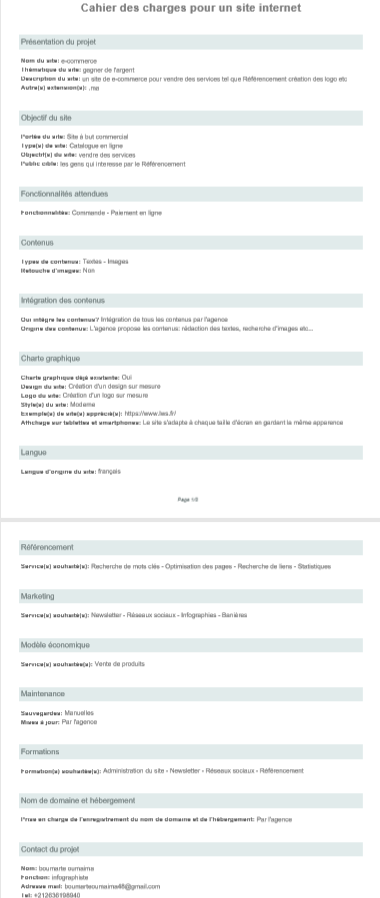 Cahier des charges pour un site internet
Présentation du projet
Nom du site: e-commerce
Thématique du site: gagner de l'argent
Description du site: un site de e-commerce pour vendre des services tel que Référencement création des logo etc
Autre(s) extension(s): .ma
Objectif du site
Portée du site: Site à but commercial
Type(s) de site: Catalogue en ligne
Objectif(s) du site: vendre des services
Public cible: les gens qui interesse par le Référencement
Fonctionnalités attendues
Fonctionnalités: Commande - Paiement en ligne
Contenus
Types de contenus: Textes - Images
Retouche d'images: Non
Intégration des contenus
Qui intègre les contenus? Intégration de tous les contenus par l'agence
Origine des contenus: L'agence propose les contenus: rédaction des textes, recherche d'images etc...
Charte graphique
Charte graphique déjà existante: Oui
Design du site: Création d'un design sur mesure
Logo du site: Création d'un logo sur mesure
Style(s) du site: Moderne
Exemple(s) de site(s) apprécié(s):
Affichage sur tablettes et smartphones: Le site s'adapte à chaque taille d'écran en gardant la même apparence
Langue
Langue d'origine du site: français
Page 1/2
Référencement
Service(s) souhaité(s): Recherche de mots clés - Optimisation des pages - Recherche de liens - Statistiques
Marketing
Service(s) souhaité(s): Newsletter - Réseaux sociaux - Infographies - Banières
Modèle économique
Service(s) souhaitée(s): Vente de produits
Maintenance
Sauvegardes: Manuelles
Mises à jour: Par l'agence
Formations
Formation(s) souhaitée(s): Administration du site - Newsletter - Réseaux sociaux - Référencement
Nom de domaine et hébergement
Prise en charge de l'enregistrement du nom de domaine et de l'hébergement: Par l'agence
Contact du projet
Nom: boumarte oumaima
Fonction: infographiste
Adresse mail: boumarteoumaima48@gmail.com
Tel: +212636198940